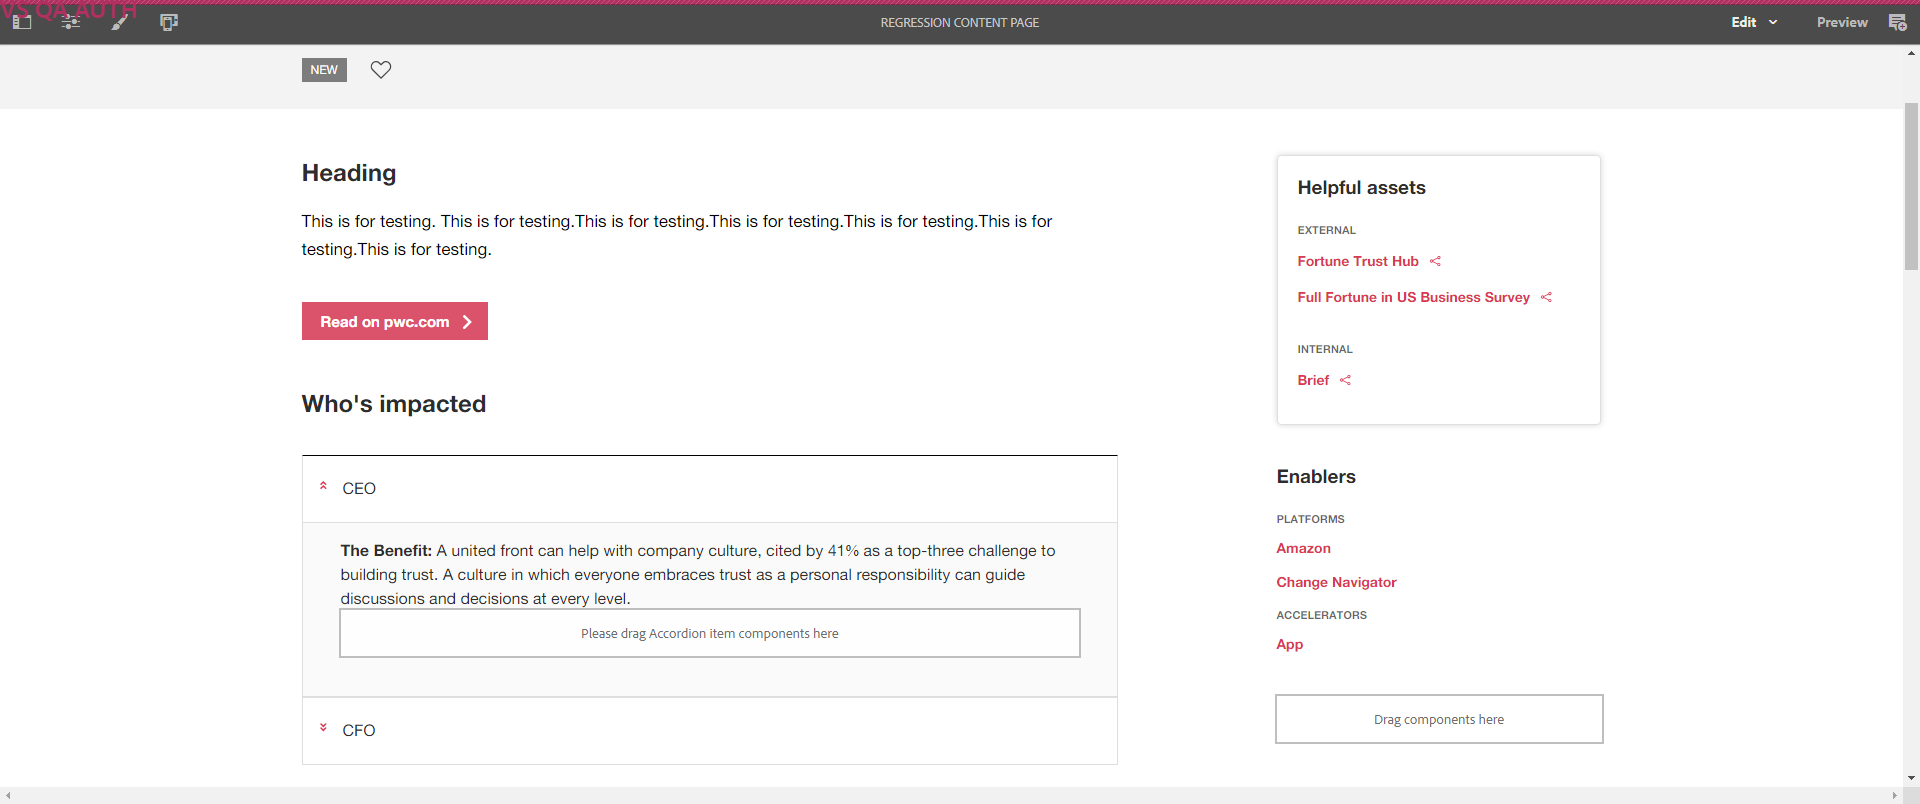 VS QA AUTH
REGRESSION CONTENT PAGE
Edit
Preview
NEW
Heading
This is for testing. This is for testing.This is for testing.This is for testing.This is for testing.This is for
testing.This is for testing.
Read on pwc.com
Who's impacted
CEO
The Benefit: A united front can help with company culture, cited by 41% as a top-three challenge to
building trust. A culture in which everyone embraces trust as a personal responsibility can guide
discussions and decisions at every level.
Please drag Accordion item components here
CFO
Helpful assets
EXTERNAL
Fortune Trust Hub
Full Fortune in US Business Survey
INTERNAL
Brief
Enablers
PLATFORMS
Amazon
Change Navigator
ACCELERATORS
App
Drag components here